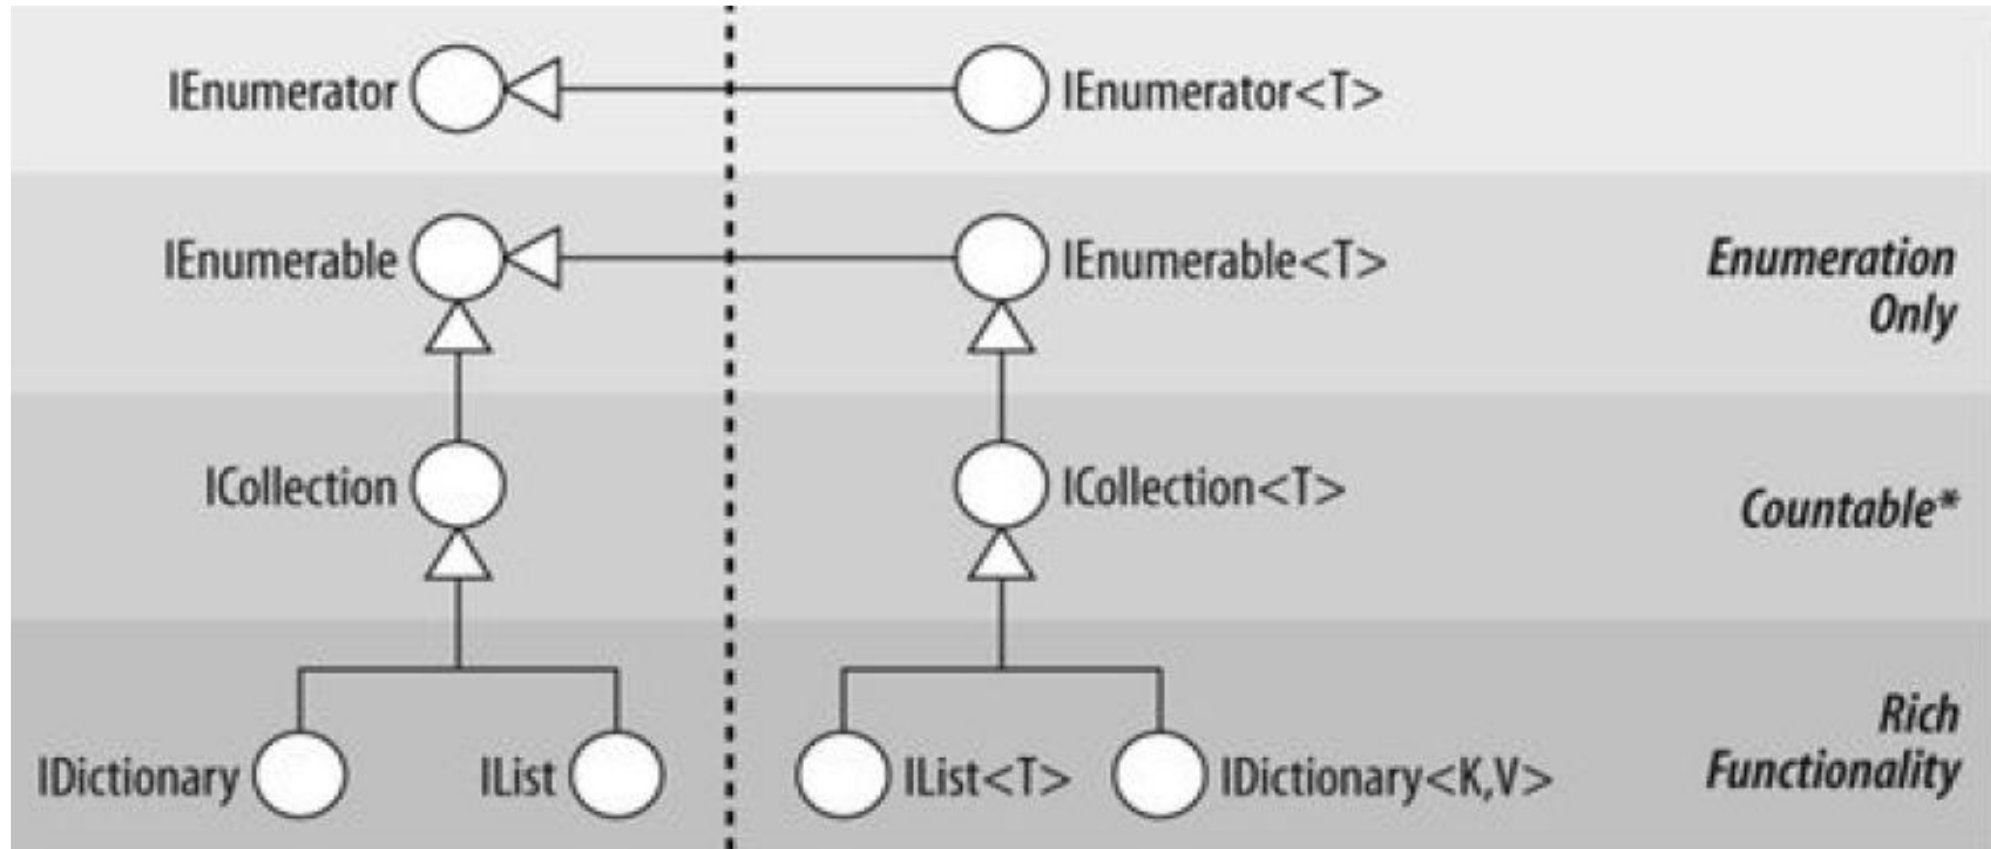 IEnumerator IEnumerator<T>
IEnumerable IEnumerable<T> Enumeration
Only
ICollection ICollection<T> Countable*
Rich
IDictionary IList IList<T> IDictionary<K,V> Functionality